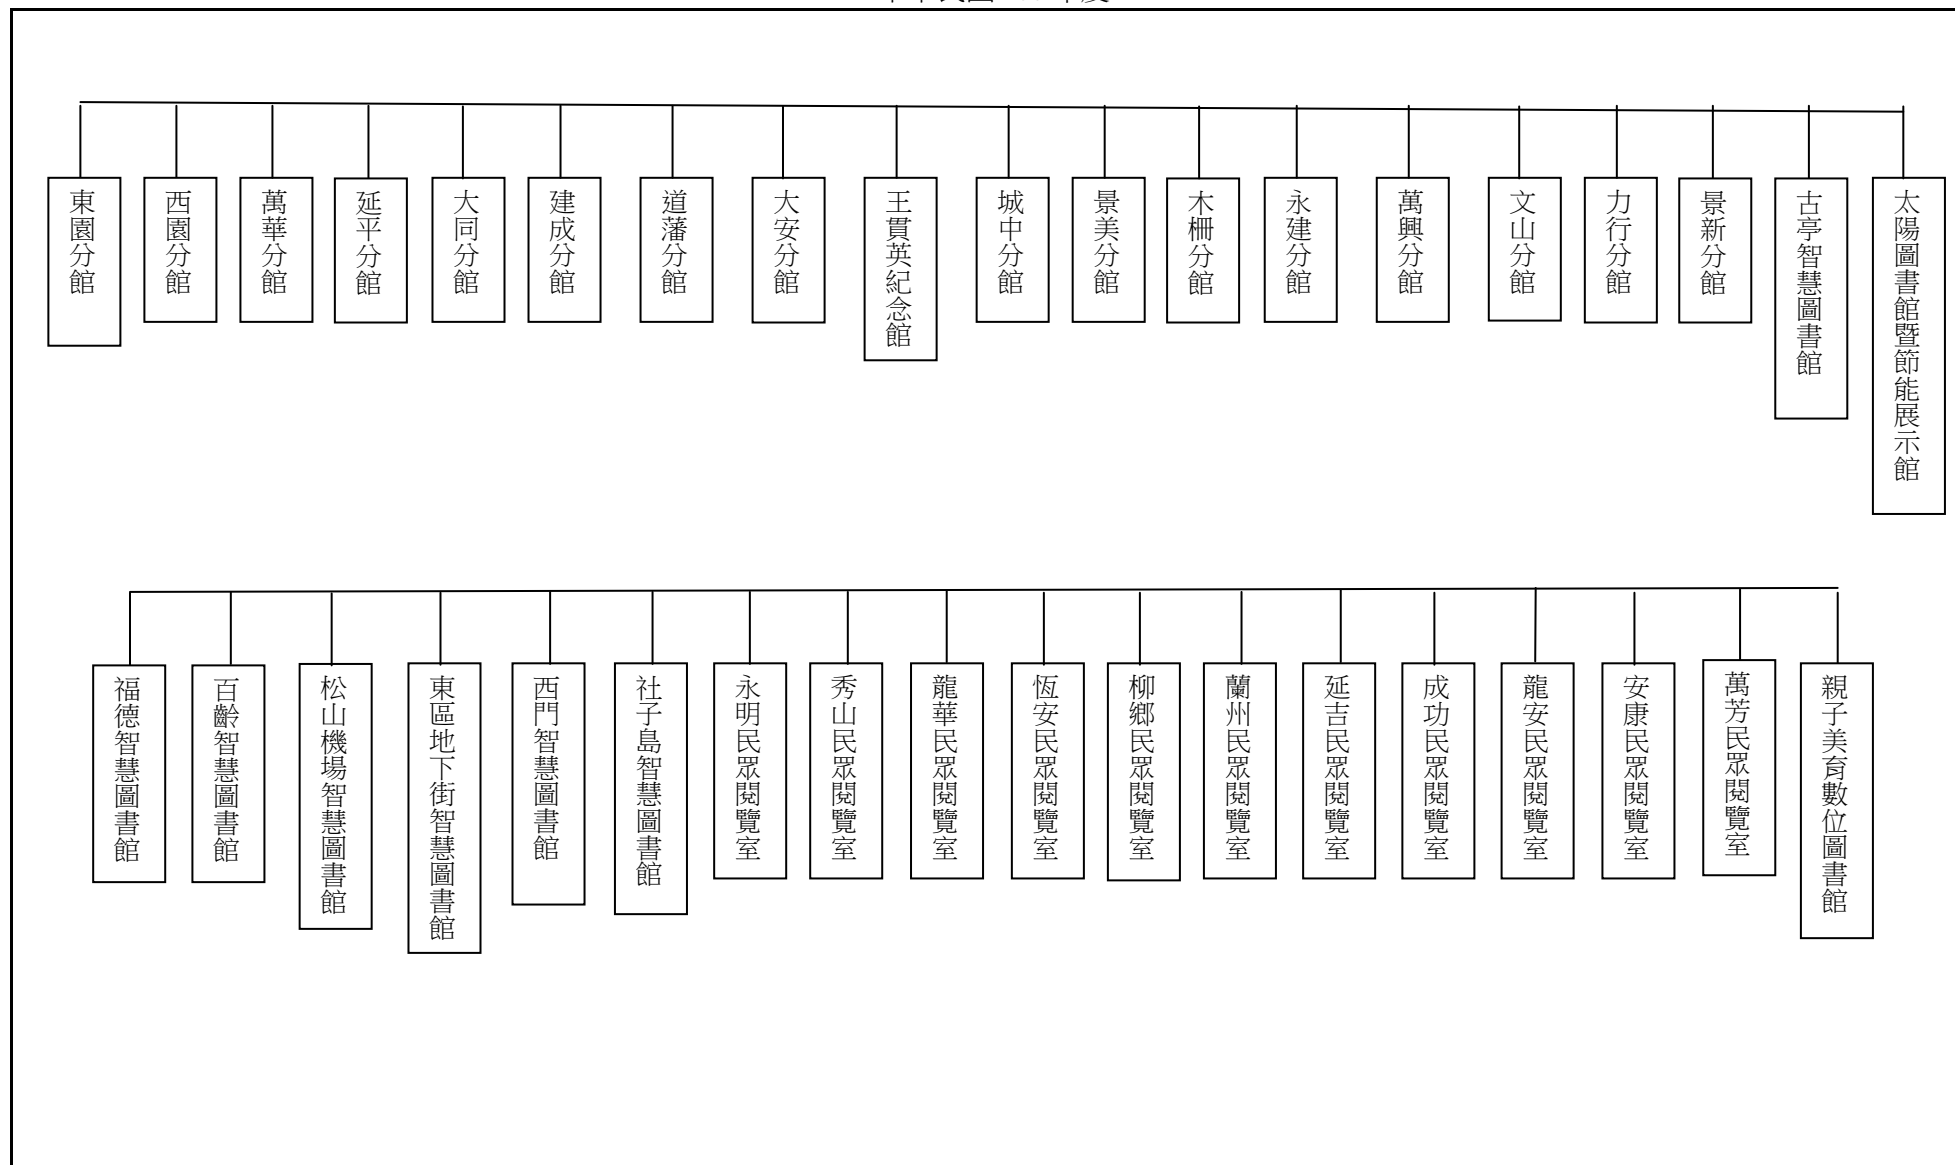 東園分館
西園分館
萬華分館
延平分館
大同分館
建成分館
道藩分館
大安分館
王貫英紀念館
城中分館
景美分館
木柵分館
永建分館
萬興分館
文山分館
力行分館
景新分館
古亭智慧圖書館
太陽圖書館暨節能展示館
福德智慧圖書館
百齡智慧圖書館
松山機場智慧圖書館
東區地下街智慧圖書館
西門智慧圖書館
社子島智慧圖書館
永明民眾閱覽室
秀山民眾閱覽室
龍華民眾閱覽室
恆安民眾閱覽室
柳鄉民眾閱覽室
蘭州民眾閱覽室
延吉民眾閱覽室
成功民眾閱覽室
龍安民眾閱覽室
安康民眾閱覽室
萬芳民眾閱覽室
親子美育數位圖書館